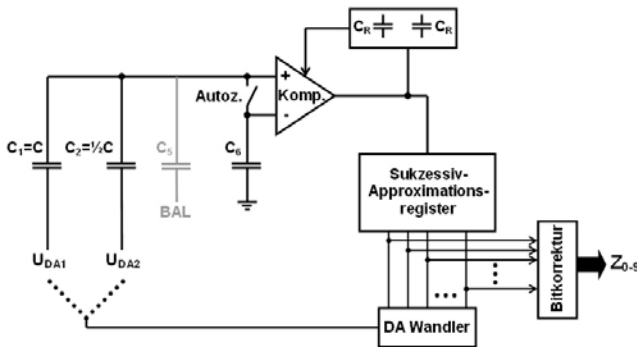 C_R C_R
Autoz.
+
Komp.
-
C₁=C
C₂=½C
C₅
C₆
BAL
Sukzessiv-
Approximations-
register
U_DA1
U_DA2
Bitkorrektur
Z₀₋₉
DA Wandler